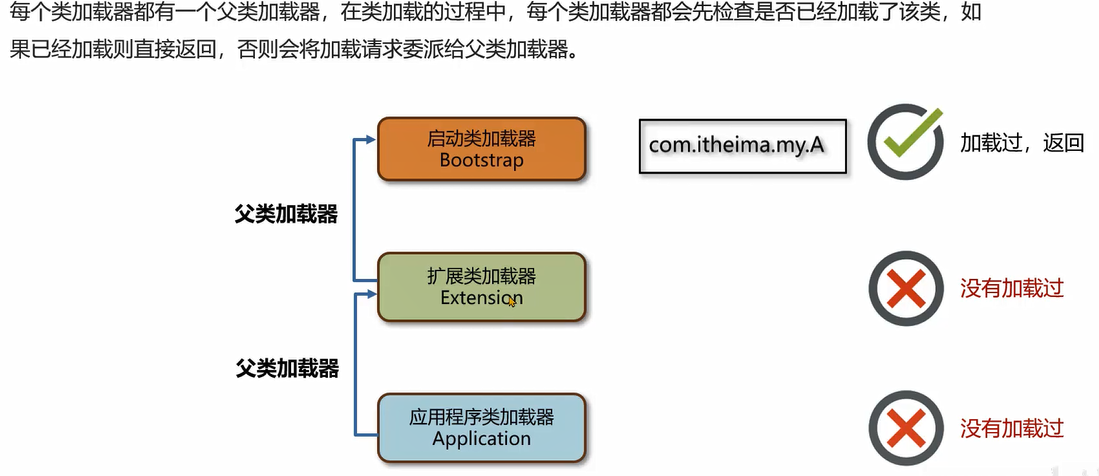 每个类加载器都有一个父类加载器，在类加载的过程中，每个类加载器都会先检查是否已经加载了该类，如
果已经加载则直接返回，否则会将加载请求委派给父类加载器。
启动类加载器
Bootstrap
com.itheima.my.A
加载过，返回
父类加载器
扩展类加载器
Extension
没有加载过
父类加载器
应用程序类加载器
Application
没有加载过